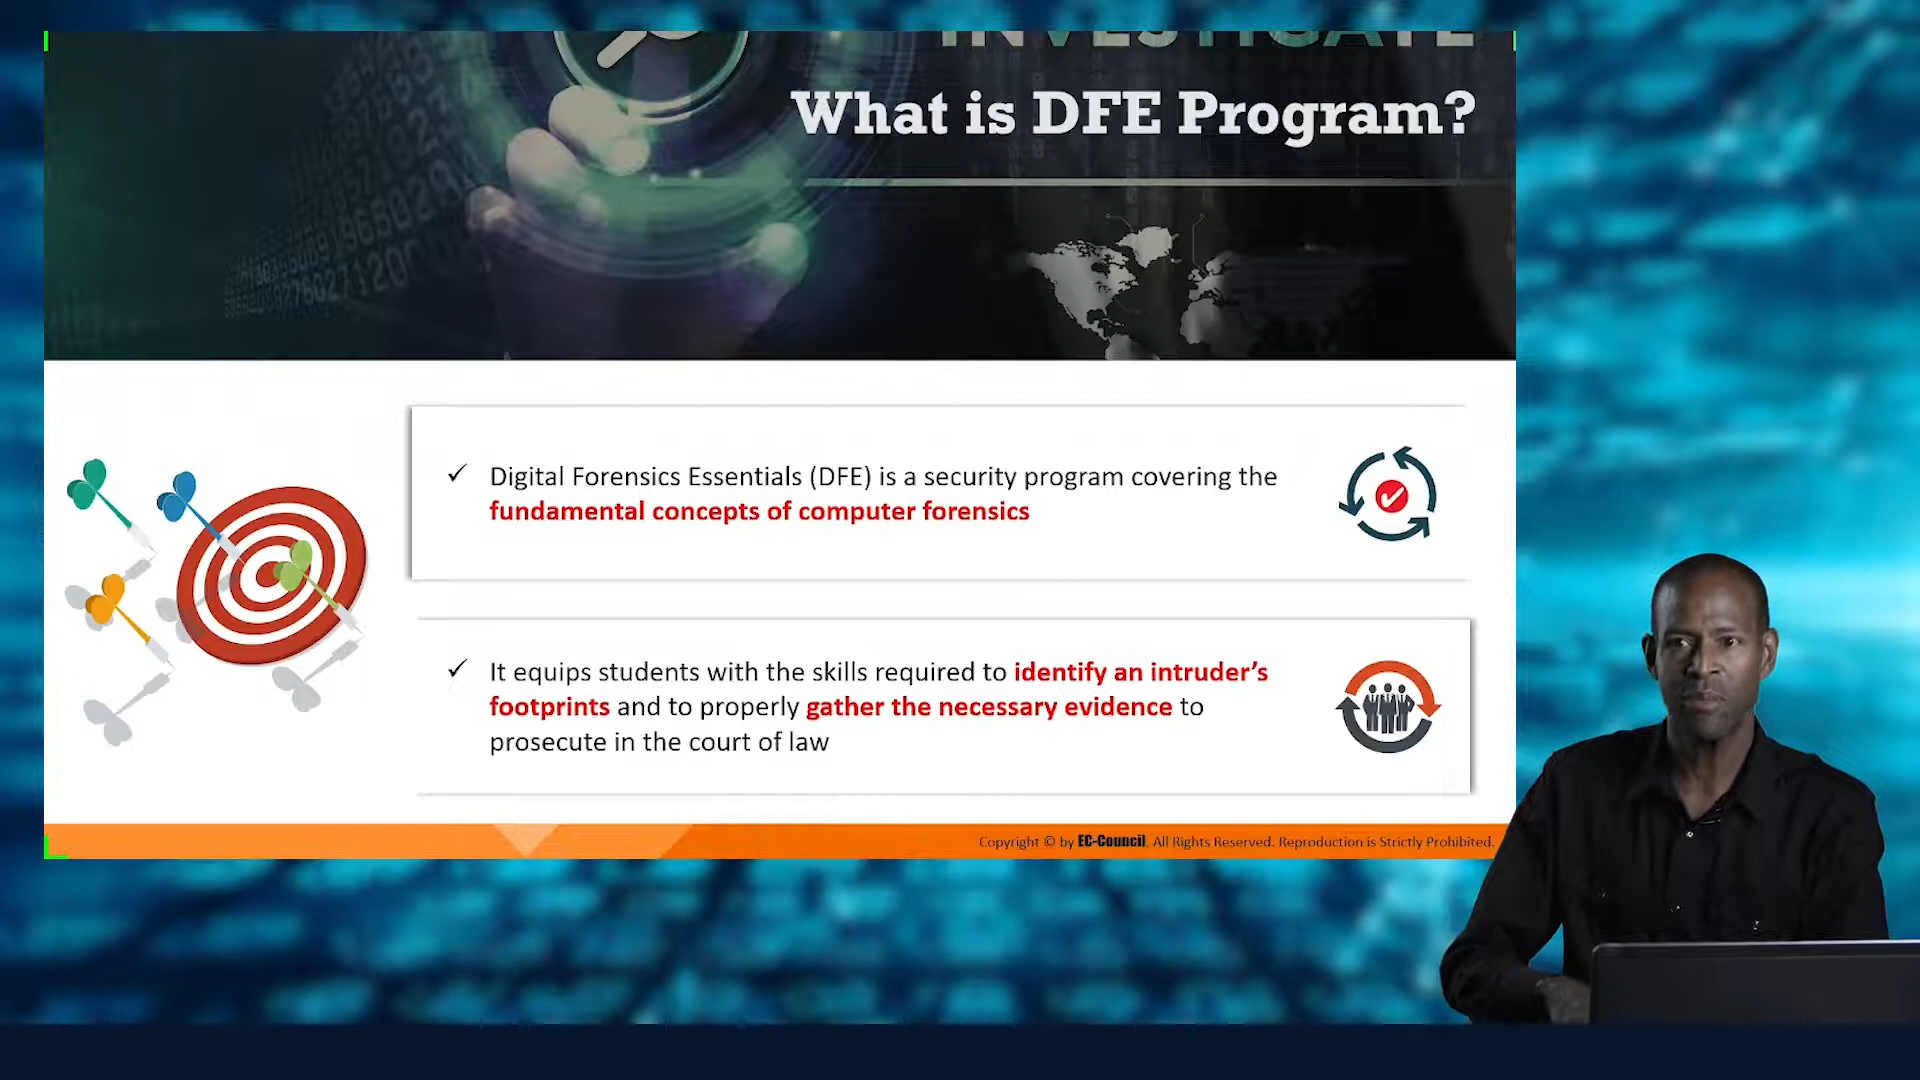 INVESTIGATE
What is DFE Program?
✓ Digital Forensics Essentials (DFE) is a security program covering the
fundamental concepts of computer forensics
✓ It equips students with the skills required to identify an intruder’s
footprints and to properly gather the necessary evidence to
prosecute in the court of law
Copyright © by EC-Council. All Rights Reserved. Reproduction is Strictly Prohibited.